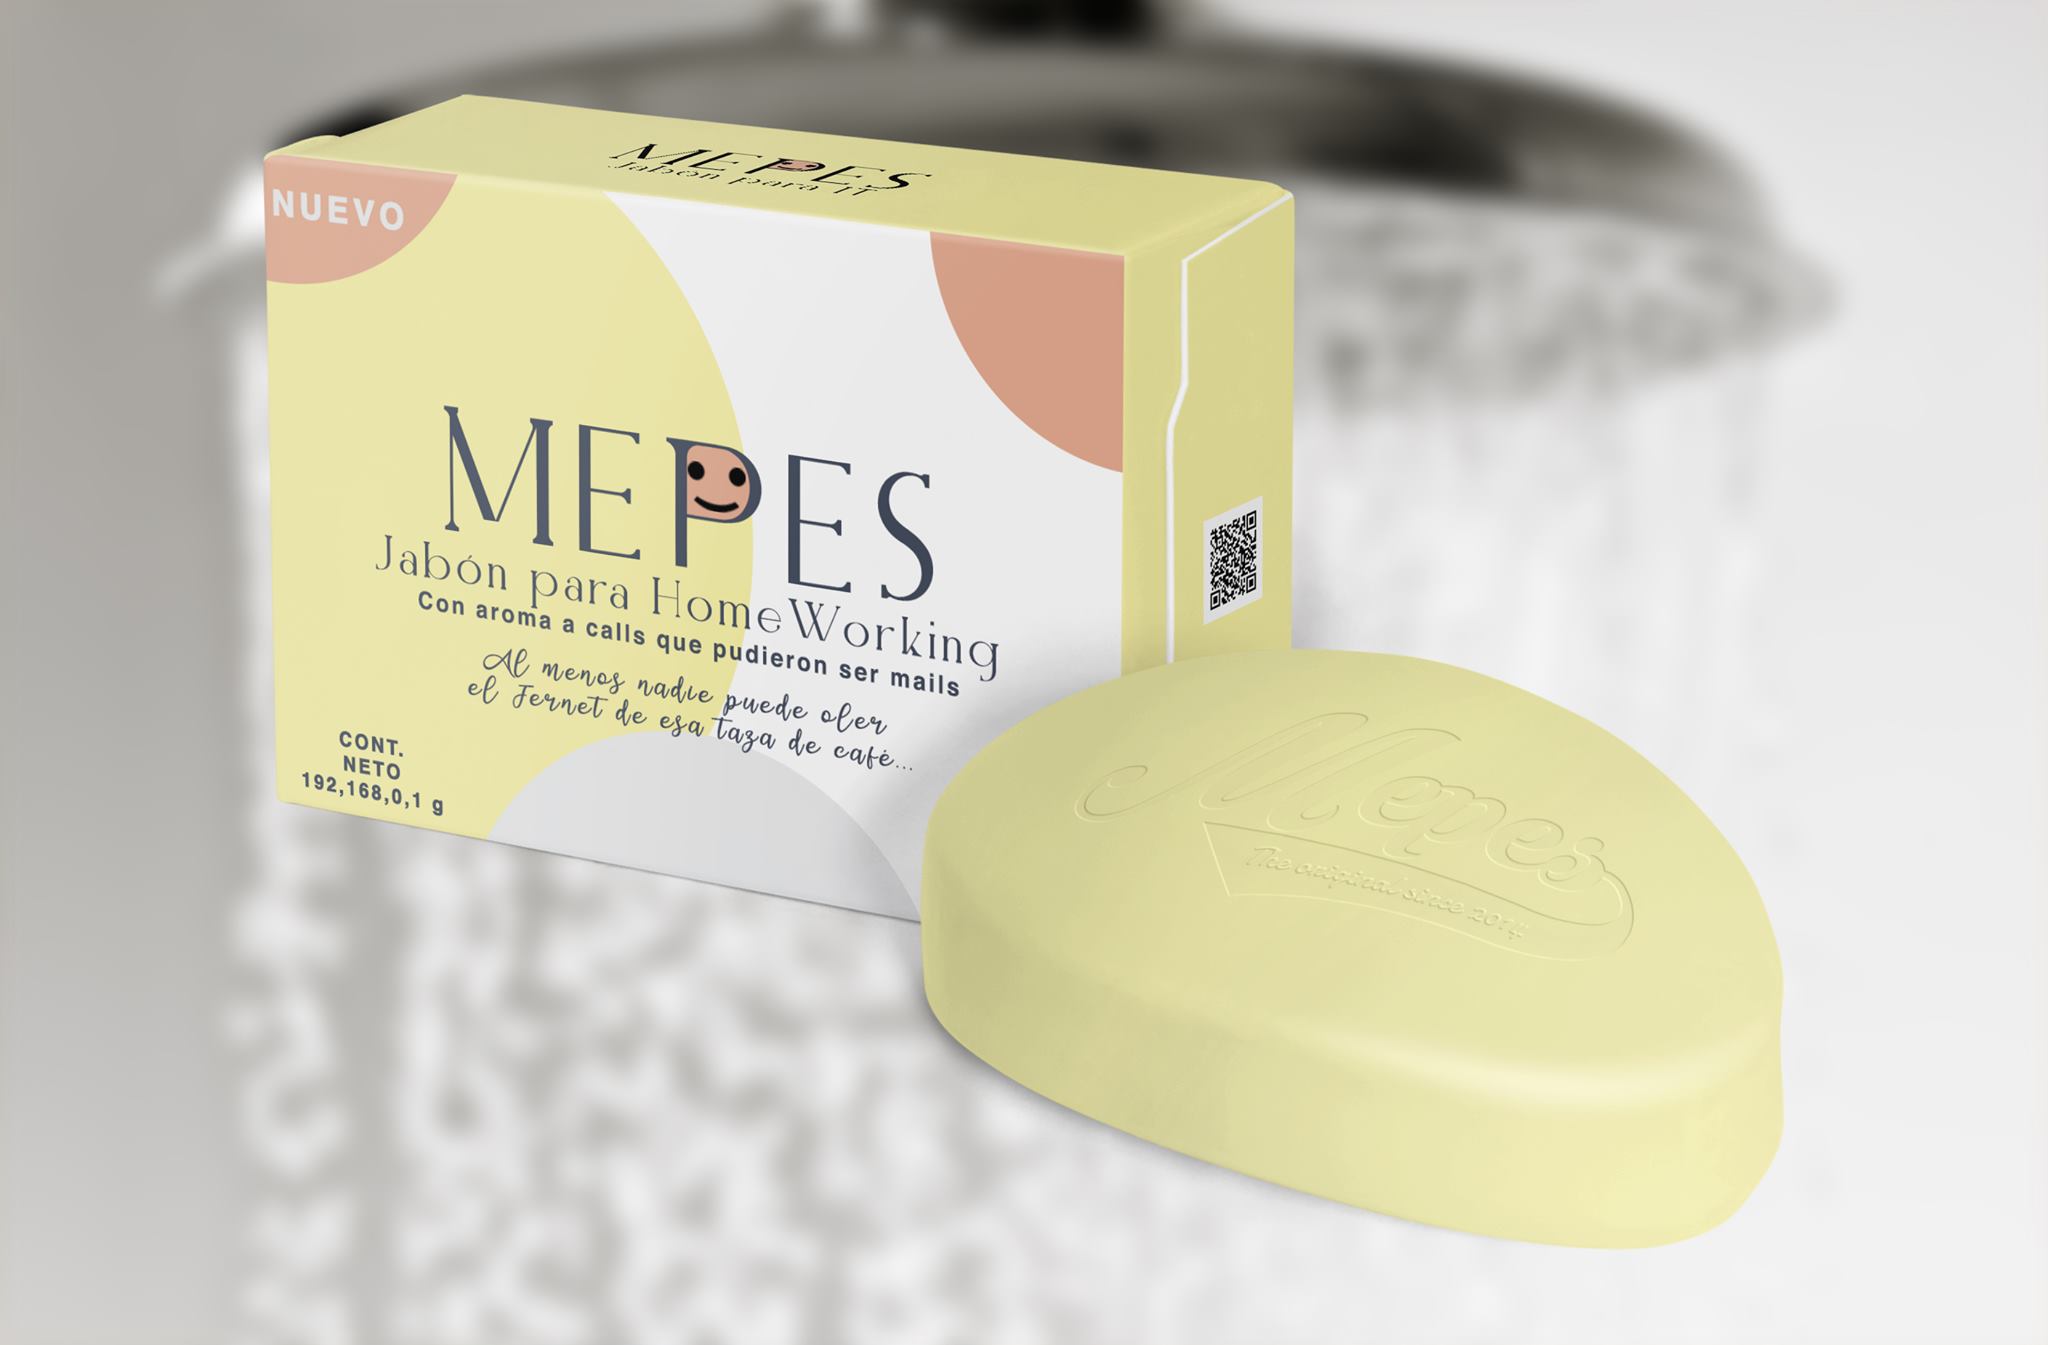 MEPES
Jabón para IT
NUEVO
MEPES
Jabón para HomeWorking
Con aroma a calls que pudieron ser mails
Al menos nadie puede oler
el Fernet de esa taza de café...
CONT.
NETO
192,168,0,1 g
Mepes
The original since 2014